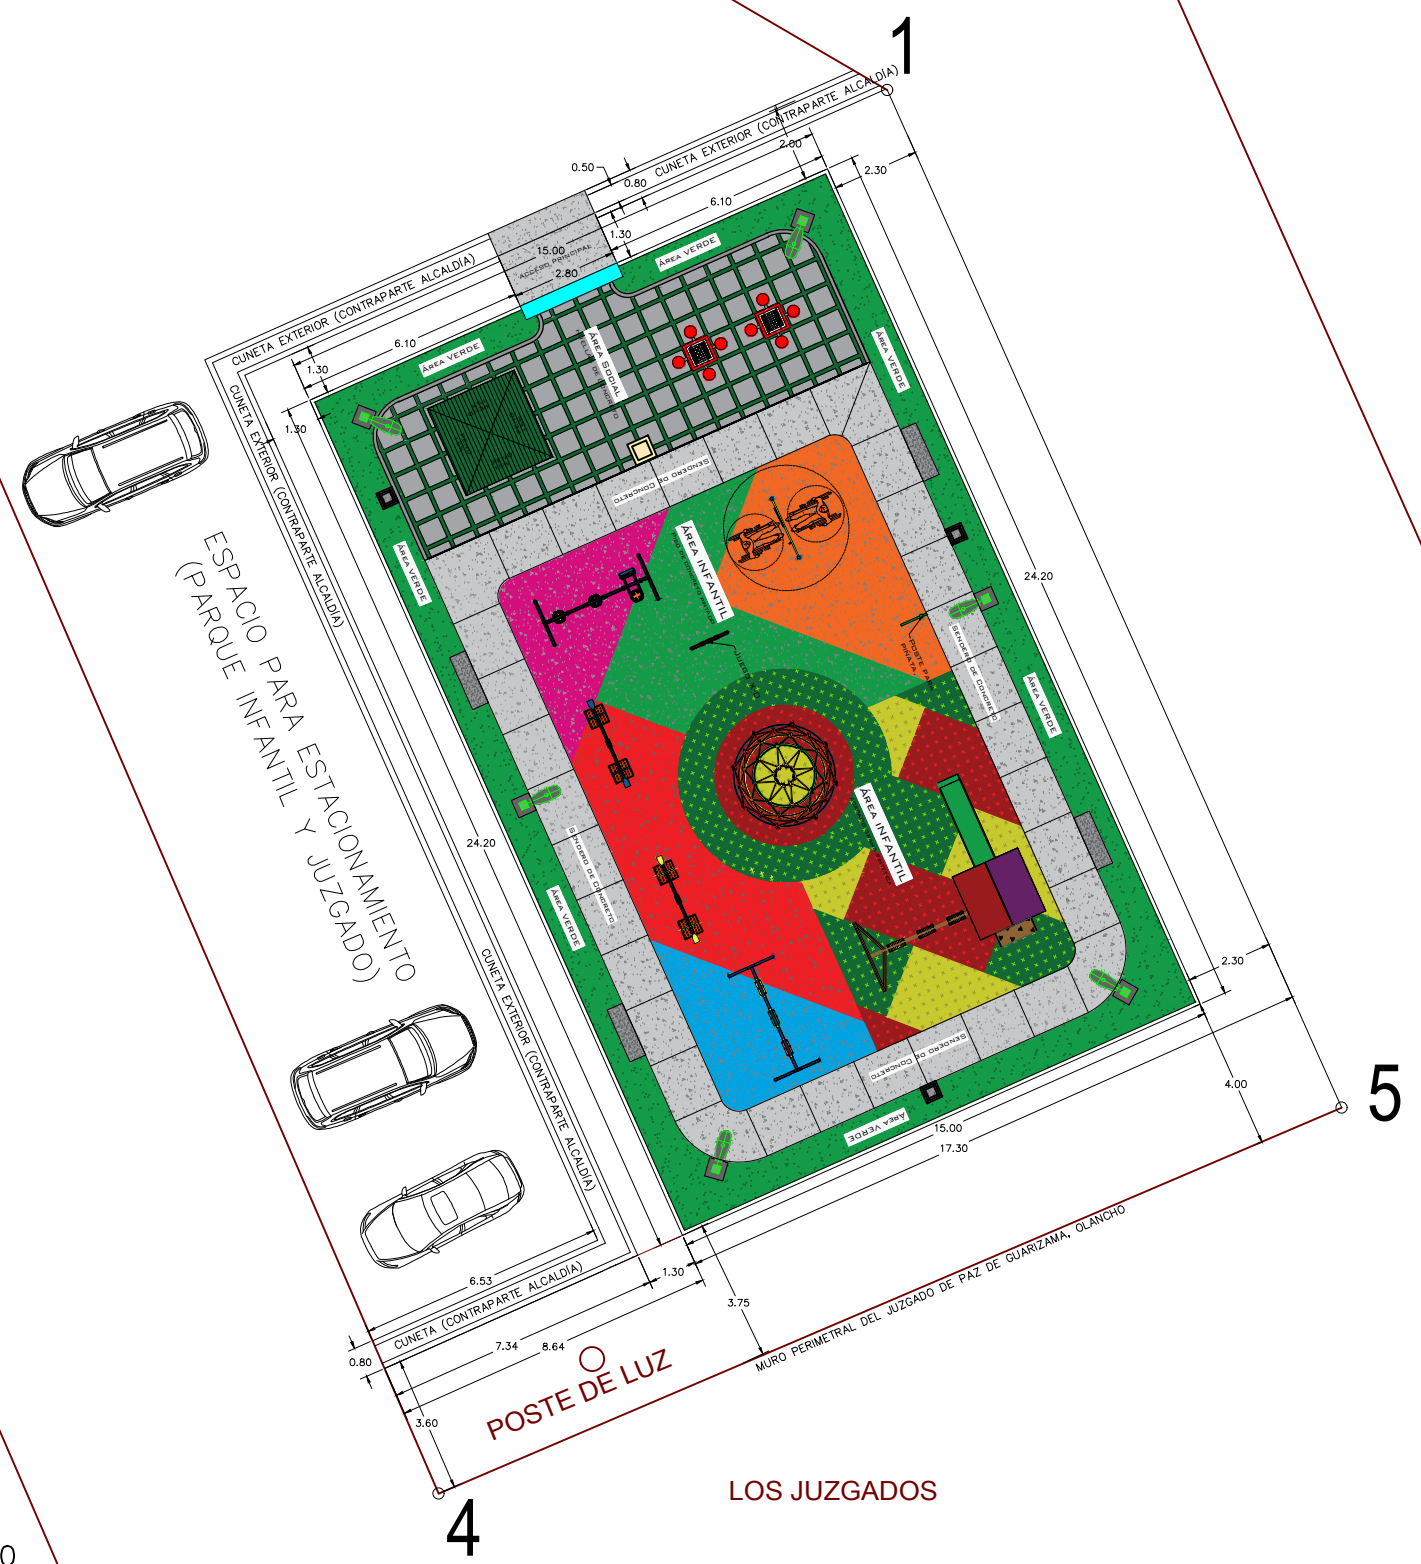 1
CUNETA EXTERIOR (CONTRAPARTE ALCALDÍA)
2.00
0.50
0.80
2.30
6.10
1.30
ÁREA VERDE
15.00
ACCESO PRINCIPAL
2.80
CUNETA EXTERIOR (CONTRAPARTE ALCALDÍA)
6.10
1.30
ÁREA VERDE
1.30
ÁREA SOCIAL
ÁREA VERDE
CUNETA EXTERIOR (CONTRAPARTE ALCALDÍA)
SENDERO DE CONCRETO
ESPACIO PARA ESTACIONAMIENTO
(PARQUE INFANTIL Y JUZGADO)
ÁREA VERDE
ÁREA INFANTIL
24.20
POSTE PARA
PIÑATA.
SENDERO DE CONCRETO
ÁREA VERDE
24.20
ÁREA INFANTIL
SENDERO DE CONCRETO
ÁREA VERDE
CUNETA EXTERIOR (CONTRAPARTE ALCALDÍA)
2.30
SENDERO DE CONCRETO
ÁREA VERDE
4.00
5
15.00
17.30
MURO PERIMETRAL DEL JUZGADO DE PAZ DE GUARIZAMA, OLANCHO
6.53
1.30
3.75
CUNETA (CONTRAPARTE ALCALDÍA)
0.80
7.34
8.64
3.60
POSTE DE LUZ
LOS JUZGADOS
4